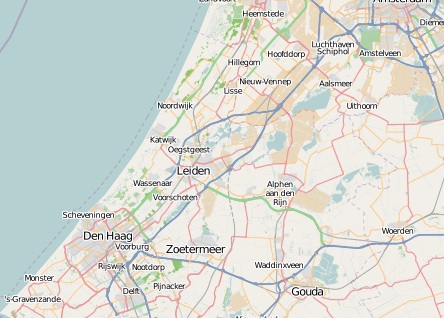 Heemstede
Amsterdam
Diemen
Luchthaven
Schiphol
Hoofddorp
Amstelveen
Hillegom
Nieuw-Vennep
Aalsmeer
Lisse
Noordwijk
Uithoorn
Katwijk
Oegstgeest
Leiden
Wassenaar
Alphen
aan den
Rijn
Voorschoten
Scheveningen
Den Haag
Woerden
Voorburg
Zoetermeer
Rijswijk
Nootdorp
Waddinxveen
Monster
Pijnacker
Delft
Gouda
's-Gravenzande